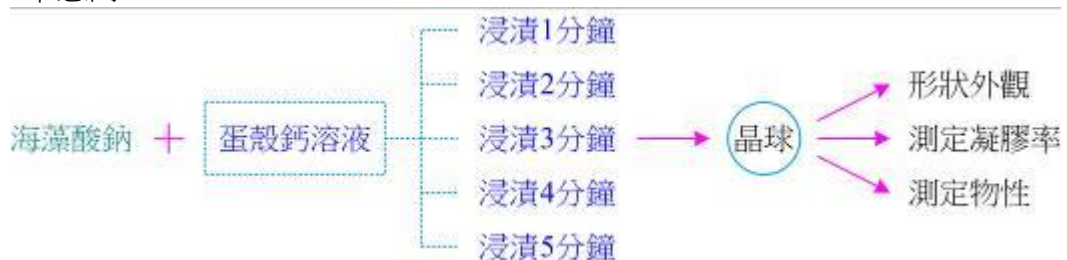 浸漬1分鐘
浸漬2分鐘
形狀外觀
海藻酸鈉 + 蛋殼鈣溶液
浸漬3分鐘
晶球
測定凝膠率
浸漬4分鐘
測定物性
浸漬5分鐘